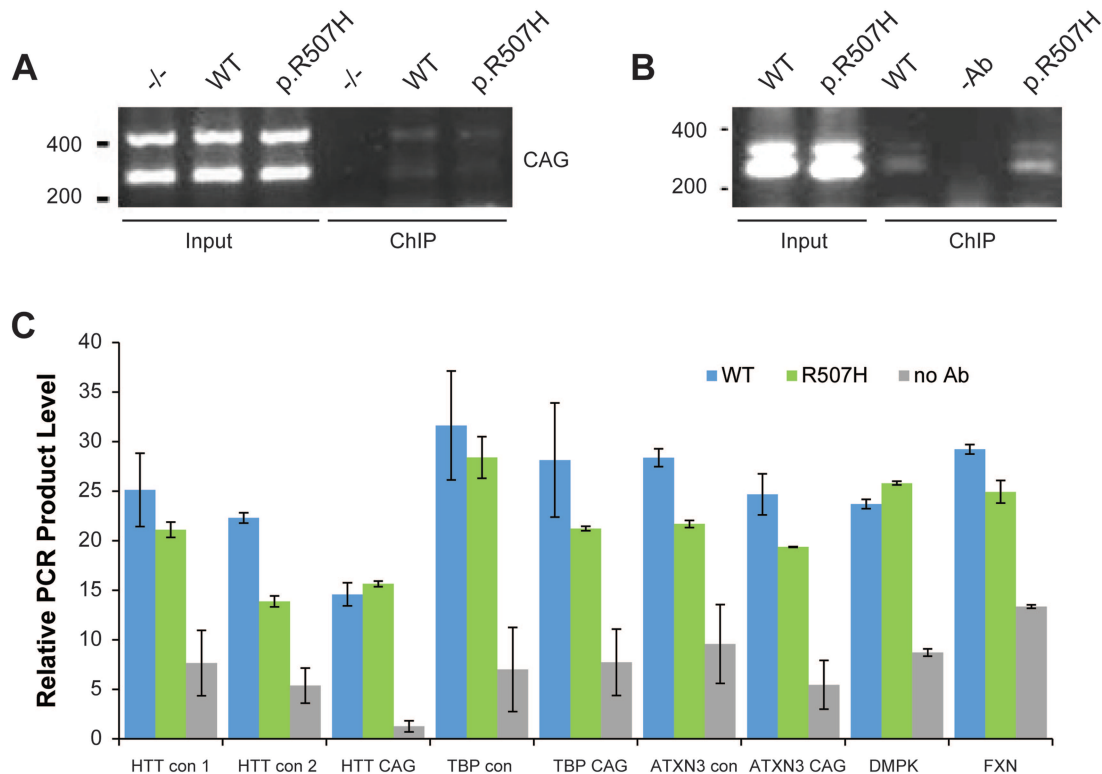 A
-/-
WT
p.R507H
-/-
WT
p.R507H
400
200
CAG
Input
ChIP
B
WT
p.R507H
WT
-Ab
p.R507H
400
200
Input
ChIP
C
Relative PCR Product Level
40
35
30
25
20
15
10
5
0
WT
R507H
no Ab
HTT con 1
HTT con 2
HTT CAG
TBP con
TBP CAG
ATXN3 con
ATXN3 CAG
DMPK
FXN